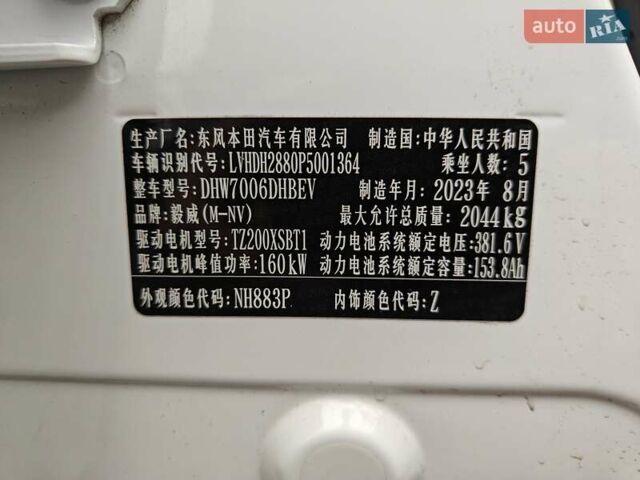 auto RIA.com
生产厂名:东风本田汽车有限公司 制造国:中华人民共和国
车辆识别代号:LVHDH2880P5001364 乘坐人数:5
整车型号:DHW7006DHBEV 制造年月:2023年8月
品牌:毅威(M-NV) 最大允许总质量:2044kg
驱动电机型号:TZ200XSBT1 动力电池系统额定电压:381.6V
驱动电机峰值功率:160kW 动力电池系统额定容量:153.8Ah
外观颜色代码:NH883P 内饰颜色代码:Z